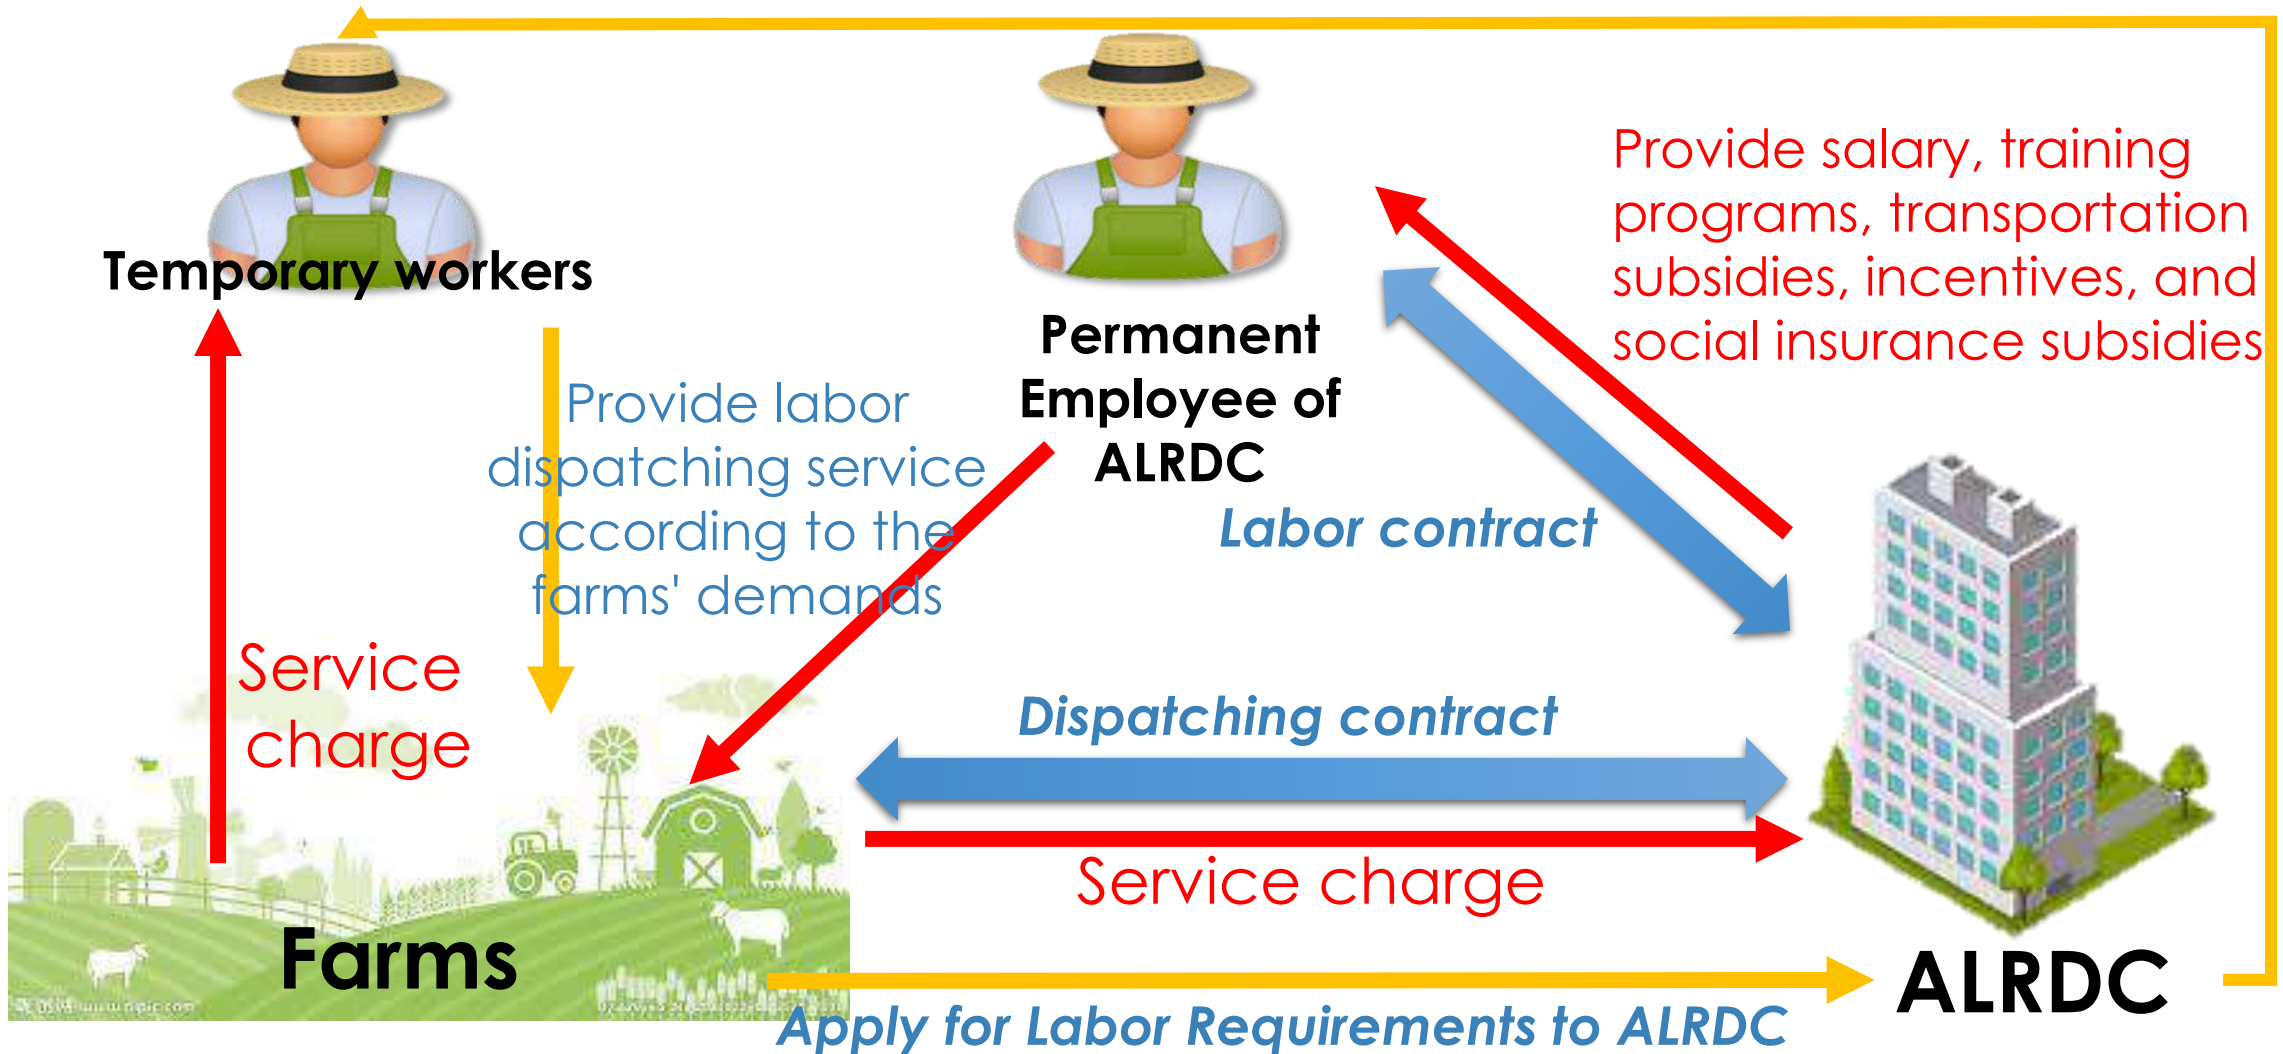 Temporary workers
Permanent
Employee of
ALRDC
Provide salary, training
programs, transportation
subsidies, incentives, and
social insurance subsidies
Provide labor
dispatching service
according to the
farms' demands
Labor contract
Service
charge
Dispatching contract
Service charge
Farms
ALRDC
Apply for Labor Requirements to ALRDC